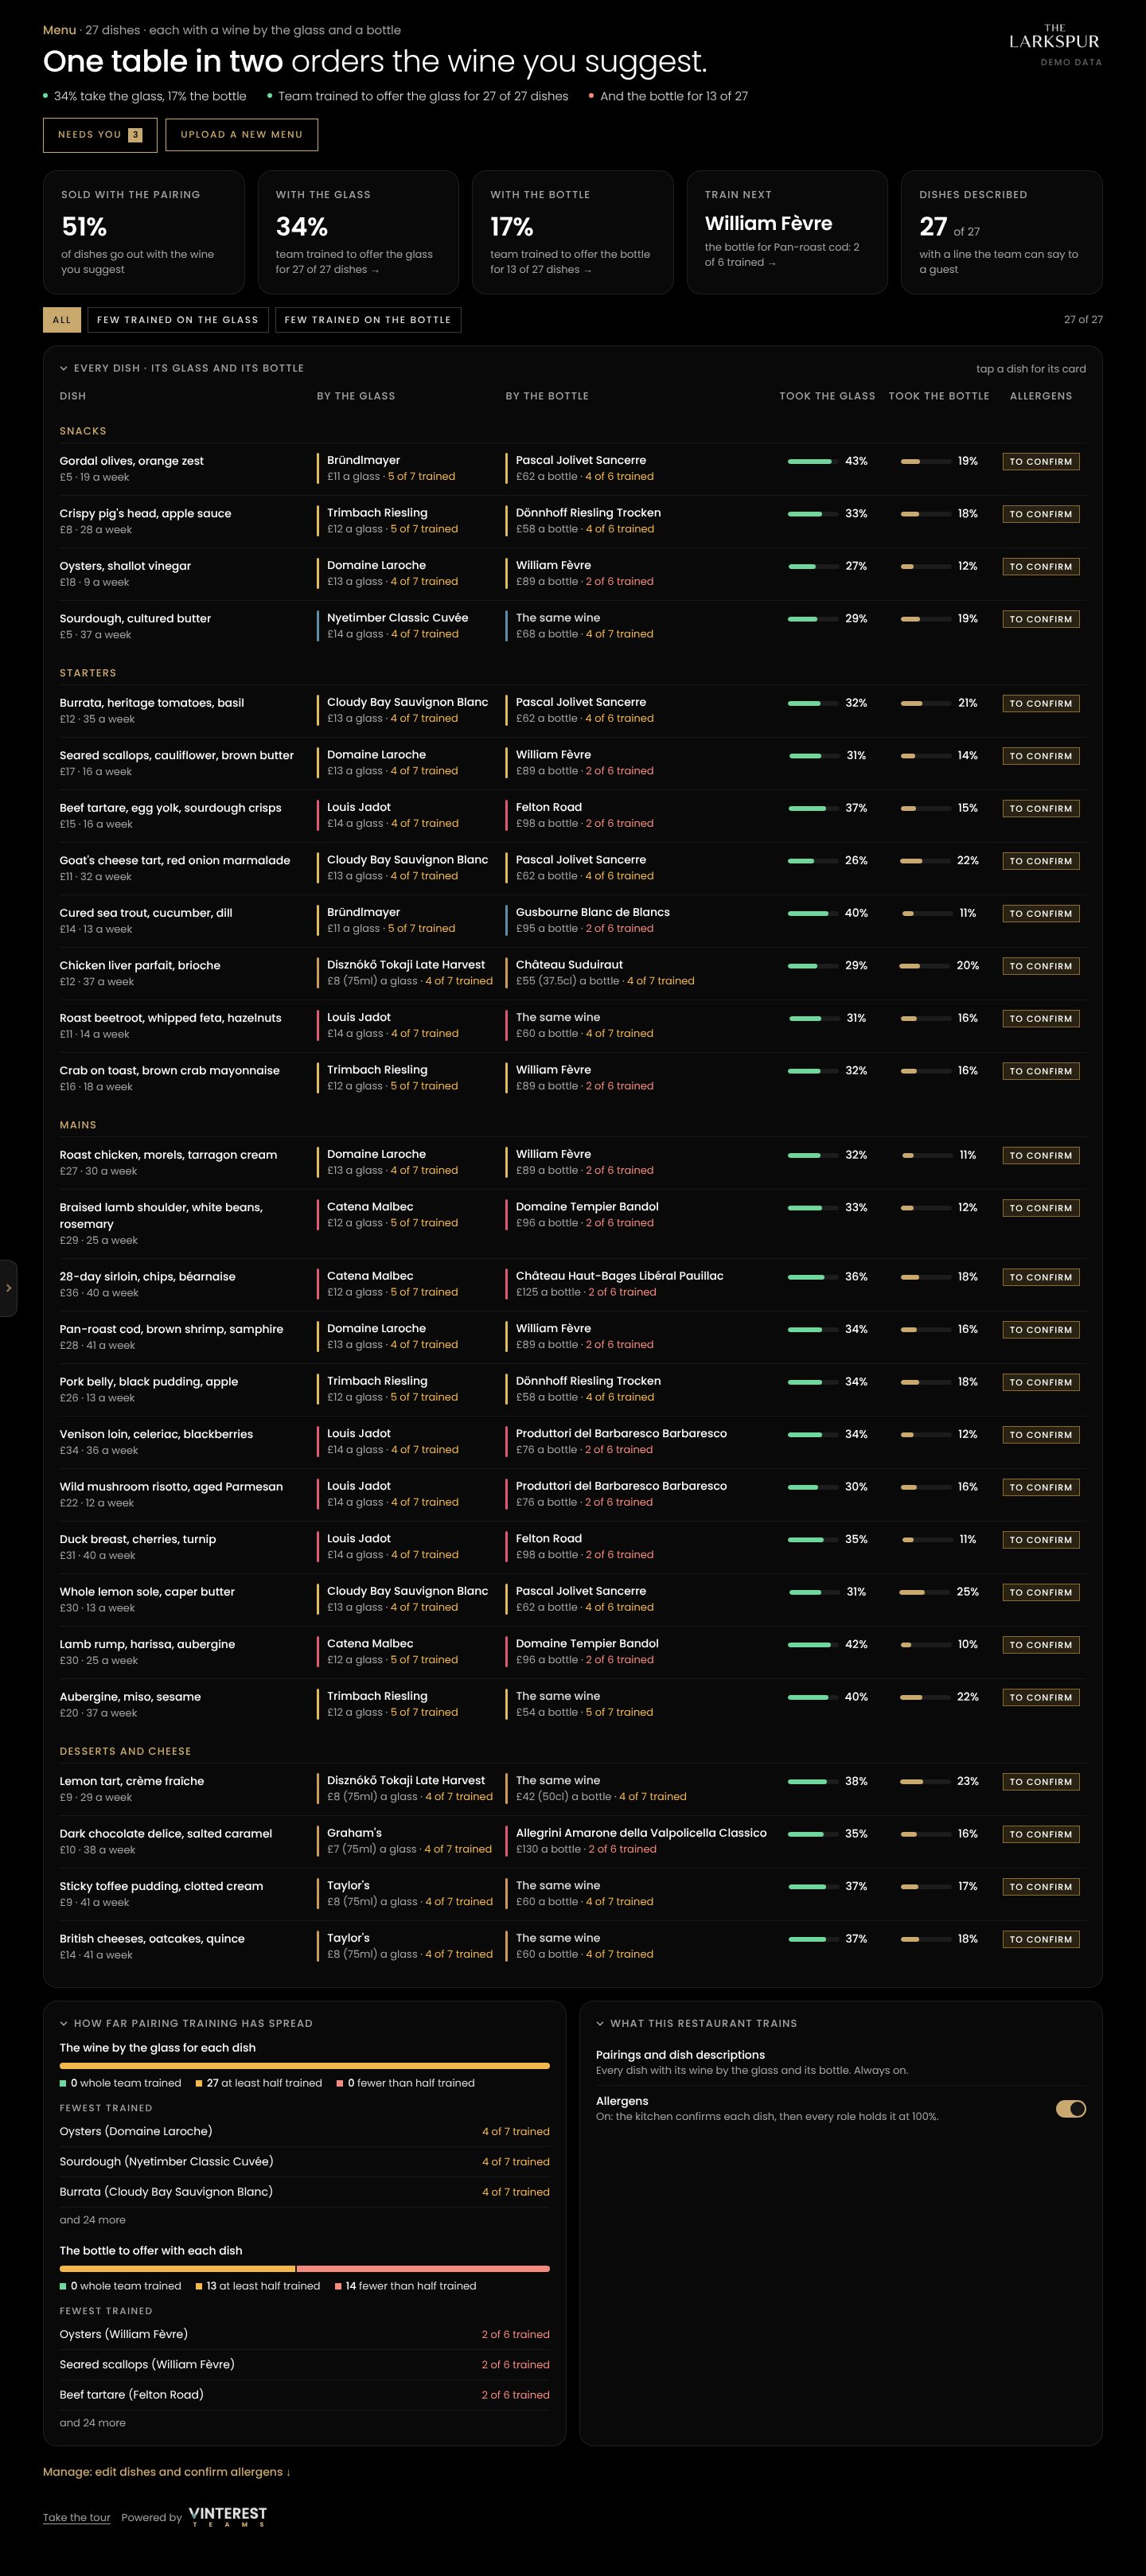 Menu · 27 dishes · each with a wine by the glass and a bottle
THE
LARKSPUR
DEMO DATA
One table in two orders the wine you suggest.
34% take the glass, 17% the bottle
Team trained to offer the glass for 27 of 27 dishes
And the bottle for 13 of 27
NEEDS YOU 3
UPLOAD A NEW MENU
SOLD WITH THE PAIRING
51%
of dishes go out with the wine
you suggest
WITH THE GLASS
34%
team trained to offer the glass
for 27 of 27 dishes →
WITH THE BOTTLE
17%
team trained to offer the bottle
for 13 of 27 dishes →
TRAIN NEXT
William Fèvre
the bottle for Pan-roast cod: 2
of 6 trained →
DISHES DESCRIBED
27 of 27
with a line the team can say to
a guest
ALL
FEW TRAINED ON THE GLASS
FEW TRAINED ON THE BOTTLE
27 of 27
EVERY DISH · ITS GLASS AND ITS BOTTLE
tap a dish for its card
DISH BY THE GLASS BY THE BOTTLE TOOK THE GLASS TOOK THE BOTTLE ALLERGENS
SNACKS
Gordal olives, orange zest Bründlmayer Pascal Jolivet Sancerre 43% 19% TO CONFIRM
£5 · 19 a week £11 a glass · 5 of 7 trained £62 a bottle · 4 of 6 trained
Crispy pig's head, apple sauce Trimbach Riesling Dönnhoff Riesling Trocken 33% 18% TO CONFIRM
£8 · 28 a week £12 a glass · 5 of 7 trained £58 a bottle · 4 of 6 trained
Oysters, shallot vinegar Domaine Laroche William Fèvre 27% 12% TO CONFIRM
£18 · 9 a week £13 a glass · 4 of 7 trained £89 a bottle · 2 of 6 trained
Sourdough, cultured butter Nyetimber Classic Cuvée The same wine 29% 19% TO CONFIRM
£5 · 37 a week £14 a glass · 4 of 7 trained £68 a bottle · 4 of 7 trained
STARTERS
Burrata, heritage tomatoes, basil Cloudy Bay Sauvignon Blanc Pascal Jolivet Sancerre 32% 21% TO CONFIRM
£12 · 35 a week £13 a glass · 4 of 7 trained £62 a bottle · 4 of 6 trained
Seared scallops, cauliflower, brown butter Domaine Laroche William Fèvre 31% 14% TO CONFIRM
£17 · 16 a week £13 a glass · 4 of 7 trained £89 a bottle · 2 of 6 trained
Beef tartare, egg yolk, sourdough crisps Louis Jadot Felton Road 37% 15% TO CONFIRM
£15 · 16 a week £14 a glass · 4 of 7 trained £98 a bottle · 2 of 6 trained
Goat's cheese tart, red onion marmalade Cloudy Bay Sauvignon Blanc Pascal Jolivet Sancerre 26% 22% TO CONFIRM
£11 · 32 a week £13 a glass · 4 of 7 trained £62 a bottle · 4 of 6 trained
Cured sea trout, cucumber, dill Bründlmayer Gusbourne Blanc de Blancs 40% 11% TO CONFIRM
£14 · 13 a week £11 a glass · 5 of 7 trained £95 a bottle · 2 of 6 trained
Chicken liver parfait, brioche Disznókő Tokaji Late Harvest Château Suduiraut 29% 20% TO CONFIRM
£12 · 37 a week £8 (75ml) a glass · 4 of 7 trained £55 (37.5cl) a bottle · 4 of 7 trained
Roast beetroot, whipped feta, hazelnuts Louis Jadot The same wine 31% 16% TO CONFIRM
£11 · 14 a week £14 a glass · 4 of 7 trained £60 a bottle · 4 of 7 trained
Crab on toast, brown crab mayonnaise Trimbach Riesling William Fèvre 32% 16% TO CONFIRM
£16 · 18 a week £12 a glass · 5 of 7 trained £89 a bottle · 2 of 6 trained
MAINS
Roast chicken, morels, tarragon cream Domaine Laroche William Fèvre 32% 11% TO CONFIRM
£27 · 30 a week £13 a glass · 4 of 7 trained £89 a bottle · 2 of 6 trained
Braised lamb shoulder, white beans, Catena Malbec Domaine Tempier Bandol 33% 12% TO CONFIRM
rosemary £12 a glass · 5 of 7 trained £96 a bottle · 2 of 6 trained
£29 · 25 a week
28-day sirloin, chips, béarnaise Catena Malbec Château Haut-Bages Libéral Pauillac 36% 18% TO CONFIRM
£36 · 40 a week £12 a glass · 5 of 7 trained £125 a bottle · 2 of 6 trained
Pan-roast cod, brown shrimp, samphire Domaine Laroche William Fèvre 34% 16% TO CONFIRM
£28 · 41 a week £13 a glass · 4 of 7 trained £89 a bottle · 2 of 6 trained
Pork belly, black pudding, apple Trimbach Riesling Dönnhoff Riesling Trocken 34% 18% TO CONFIRM
£26 · 13 a week £12 a glass · 5 of 7 trained £58 a bottle · 4 of 6 trained
Venison loin, celeriac, blackberries Louis Jadot Produttori del Barbaresco Barbaresco 34% 12% TO CONFIRM
£34 · 36 a week £14 a glass · 4 of 7 trained £76 a bottle · 2 of 6 trained
Wild mushroom risotto, aged Parmesan Louis Jadot Produttori del Barbaresco Barbaresco 30% 16% TO CONFIRM
£22 · 12 a week £14 a glass · 4 of 7 trained £76 a bottle · 2 of 6 trained
Duck breast, cherries, turnip Louis Jadot Felton Road 35% 11% TO CONFIRM
£31 · 40 a week £14 a glass · 4 of 7 trained £98 a bottle · 2 of 6 trained
Whole lemon sole, caper butter Cloudy Bay Sauvignon Blanc Pascal Jolivet Sancerre 31% 25% TO CONFIRM
£30 · 13 a week £13 a glass · 4 of 7 trained £62 a bottle · 4 of 6 trained
Lamb rump, harissa, aubergine Catena Malbec Domaine Tempier Bandol 42% 10% TO CONFIRM
£30 · 25 a week £12 a glass · 5 of 7 trained £96 a bottle · 2 of 6 trained
Aubergine, miso, sesame Trimbach Riesling The same wine 40% 22% TO CONFIRM
£20 · 37 a week £12 a glass · 5 of 7 trained £54 a bottle · 5 of 7 trained
DESSERTS AND CHEESE
Lemon tart, crème fraîche Disznókő Tokaji Late Harvest The same wine 38% 23% TO CONFIRM
£9 · 29 a week £8 (75ml) a glass · 4 of 7 trained £42 (50cl) a bottle · 4 of 7 trained
Dark chocolate delice, salted caramel Graham's Allegrini Amarone della Valpolicella Classico 35% 16% TO CONFIRM
£10 · 38 a week £7 (75ml) a glass · 4 of 7 trained £130 a bottle · 2 of 6 trained
Sticky toffee pudding, clotted cream Taylor's The same wine 37% 17% TO CONFIRM
£9 · 41 a week £8 (75ml) a glass · 4 of 7 trained £60 a bottle · 4 of 7 trained
British cheeses, oatcakes, quince Taylor's The same wine 37% 18% TO CONFIRM
£14 · 41 a week £8 (75ml) a glass · 4 of 7 trained £60 a bottle · 4 of 7 trained
HOW FAR PAIRING TRAINING HAS SPREAD
The wine by the glass for each dish
0 whole team trained 27 at least half trained 0 fewer than half trained
FEWEST TRAINED
Oysters (Domaine Laroche) 4 of 7 trained
Sourdough (Nyetimber Classic Cuvée) 4 of 7 trained
Burrata (Cloudy Bay Sauvignon Blanc) 4 of 7 trained
and 24 more
The bottle to offer with each dish
0 whole team trained 13 at least half trained 14 fewer than half trained
FEWEST TRAINED
Oysters (William Fèvre) 2 of 6 trained
Seared scallops (William Fèvre) 2 of 6 trained
Beef tartare (Felton Road) 2 of 6 trained
and 24 more
WHAT THIS RESTAURANT TRAINS
Pairings and dish descriptions
Every dish with its wine by the glass and its bottle. Always on.
Allergens
On: the kitchen confirms each dish, then every role holds it at 100%.
Manage: edit dishes and confirm allergens ↓
Take the tour Powered by VINTEREST
TEAMS